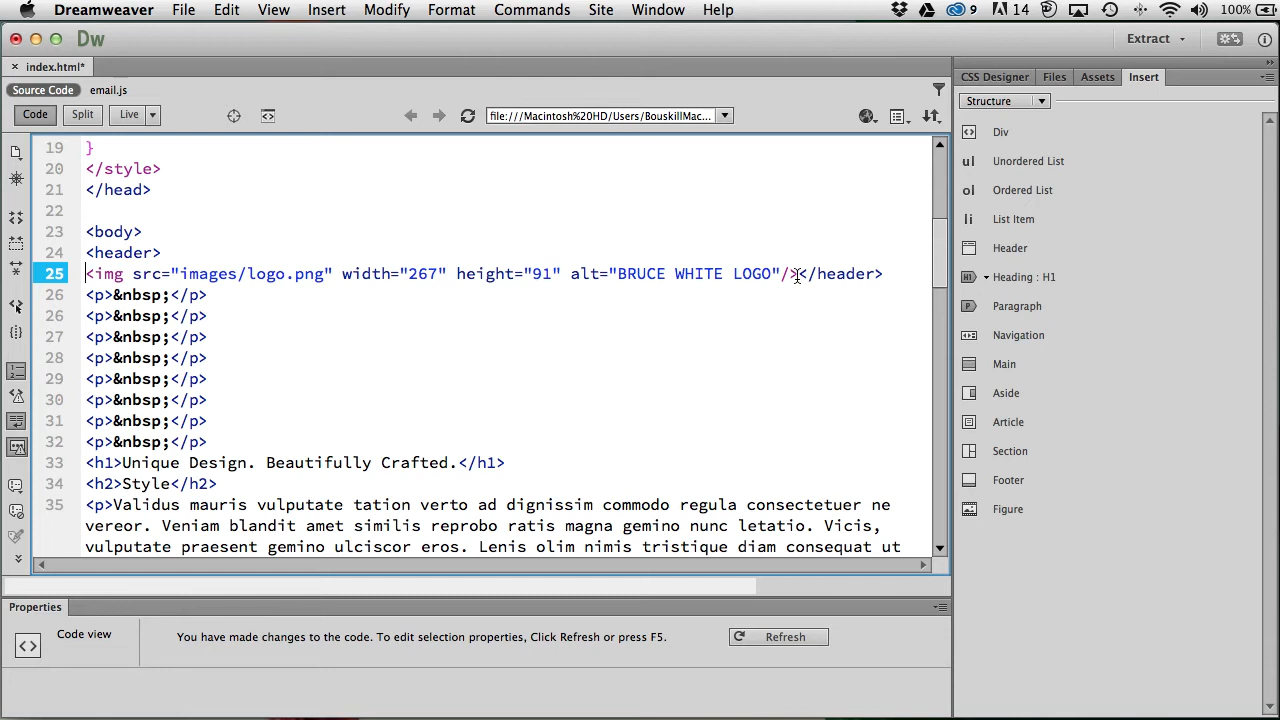 Dreamweaver File Edit View Insert Modify Format Commands Site Window Help 9 14 100%
Dw Extract
index.html*
CSS Designer Files Assets Insert
Source Code email.js
Code Split Live file:///Macintosh%20HD/Users/BouskillMac...
Structure
19 }
20 </style>
21 </head>
22
23 <body>
24 <header>
25 <img src="images/logo.png" width="267" height="91" alt="BRUCE WHITE LOGO"/></header>
26 <p>&nbsp;</p>
27 <p>&nbsp;</p>
28 <p>&nbsp;</p>
29 <p>&nbsp;</p>
30 <p>&nbsp;</p>
31 <p>&nbsp;</p>
32 <p>&nbsp;</p>
<p>&nbsp;</p>
33 <h1>Unique Design. Beautifully Crafted.</h1>
34 <h2>Style</h2>
35 <p>Validus mauris vulputate tation verto ad dignissim commodo regula consectetuer ne
vereor. Veniam blandit amet similis reprobo ratis magna gemino nunc letatio. Vicis,
vulputate praesent gemino ulciscor eros. Lenis olim nimis tristique diam consequat ut
Div
ul Unordered List
ol Ordered List
li List Item
Header
H1 Heading : H1
P Paragraph
Navigation
Main
Aside
Article
Section
Footer
Figure
Properties
Code view You have made changes to the code. To edit selection properties, Click Refresh or press F5. Refresh